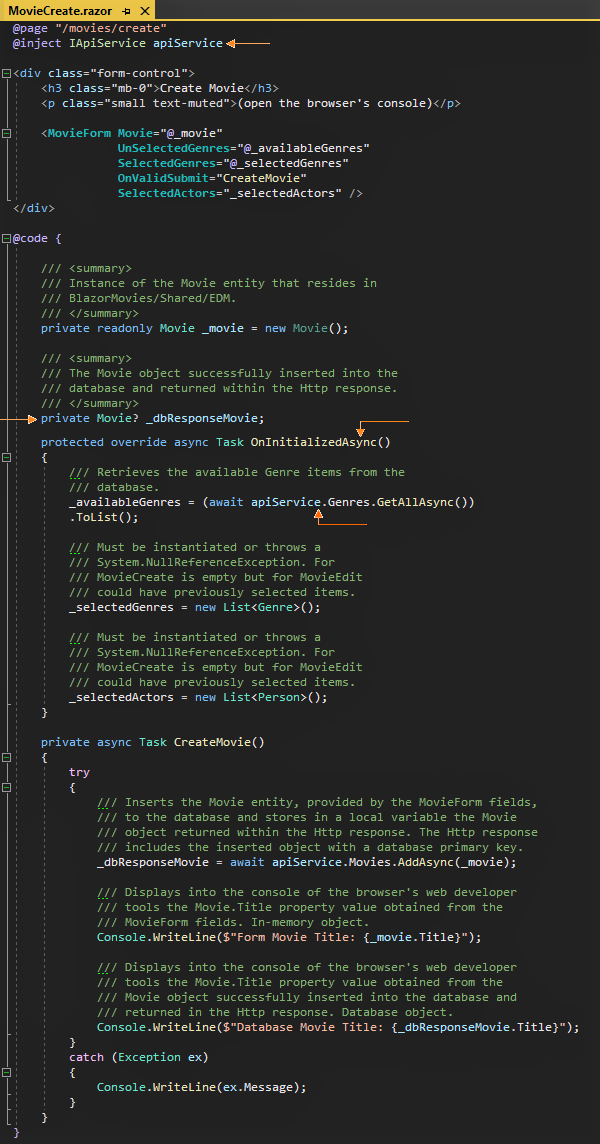 MovieCreate.razor
@page "/movies/create"
@inject IApiService apiService
<div class="form-control">
<h3 class="mb-0">Create Movie</h3>
<p class="small text-muted">(open the browser's console)</p>
<MovieForm Movie="@_movie"
UnSelectedGenres="@_availableGenres"
SelectedGenres="@_selectedGenres"
OnValidSubmit="CreateMovie"
SelectedActors="_selectedActors" />
</div>
@code {
/// <summary>
/// Instance of the Movie entity that resides in
/// BlazorMovies/Shared/EDM.
/// </summary>
private readonly Movie _movie = new Movie();
/// <summary>
/// The Movie object successfully inserted into the
/// database and returned within the Http response.
/// </summary>
private Movie? _dbResponseMovie;
protected override async Task OnInitializedAsync()
{
/// Retrieves the available Genre items from the
/// database.
_availableGenres = (await apiService.Genres.GetAllAsync())
.ToList();
/// Must be instantiated or throws a
/// System.NullReferenceException. For
/// MovieCreate is empty but for MovieEdit
/// could have previously selected items.
_selectedGenres = new List<Genre>();
/// Must be instantiated or throws a
/// System.NullReferenceException. For
/// MovieCreate is empty but for MovieEdit
/// could have previously selected items.
_selectedActors = new List<Person>();
}
private async Task CreateMovie()
{
try
{
/// Inserts the Movie entity, provided by the MovieForm fields,
/// to the database and stores in a local variable the Movie
/// object returned within the Http response. The Http response
/// includes the inserted object with a database primary key.
_dbResponseMovie = await apiService.Movies.AddAsync(_movie);
/// Displays into the console of the browser's web developer
/// tools the Movie.Title property value obtained from the
/// MovieForm fields. In-memory object.
Console.WriteLine($"Form Movie Title: {_movie.Title}");
/// Displays into the console of the browser's web developer
/// tools the Movie.Title property value obtained from the
/// Movie object successfully inserted into the database and
/// returned in the Http response. Database object.
Console.WriteLine($"Database Movie Title: {_dbResponseMovie.Title}");
}
catch (Exception ex)
{
Console.WriteLine(ex.Message);
}
}
}